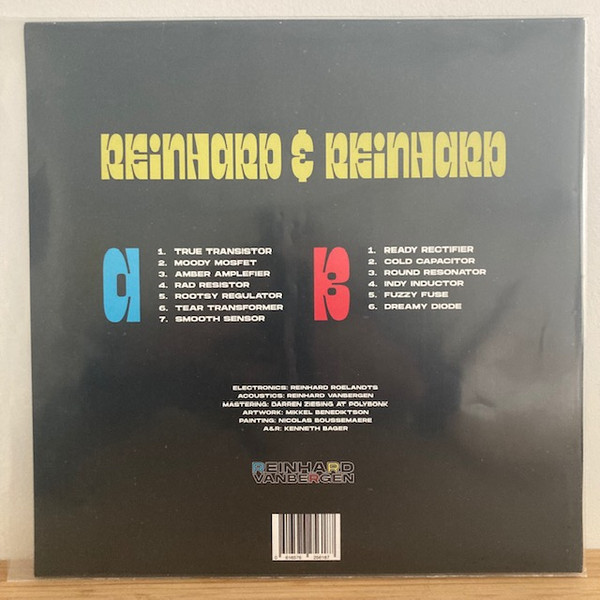 REINHARD & REINHARD
a
1. TRUE TRANSISTOR
2. MOODY MOSFET
3. AMBER AMPLEFIER
4. RAD RESISTOR
5. ROOTSY REGULATOR
6. TEAR TRANSFORMER
7. SMOOTH SENSOR
B
1. READY RECTIFIER
2. COLD CAPACITOR
3. ROUND RESONATOR
4. INDY INDUCTOR
5. FUZZY FUSE
6. DREAMY DIODE
ELECTRONICS: REINHARD ROELANDTS
ACOUSTICS: REINHARD VANBERGEN
MASTERING: DARREN ZIESING AT POLYBONK
ARTWORK: MIKKEL BENEDIKTSON
PAINTING: NICOLAS BOUSSEMAERE
A&R: KENNETH BAGER
REINHARD
VANBERGEN